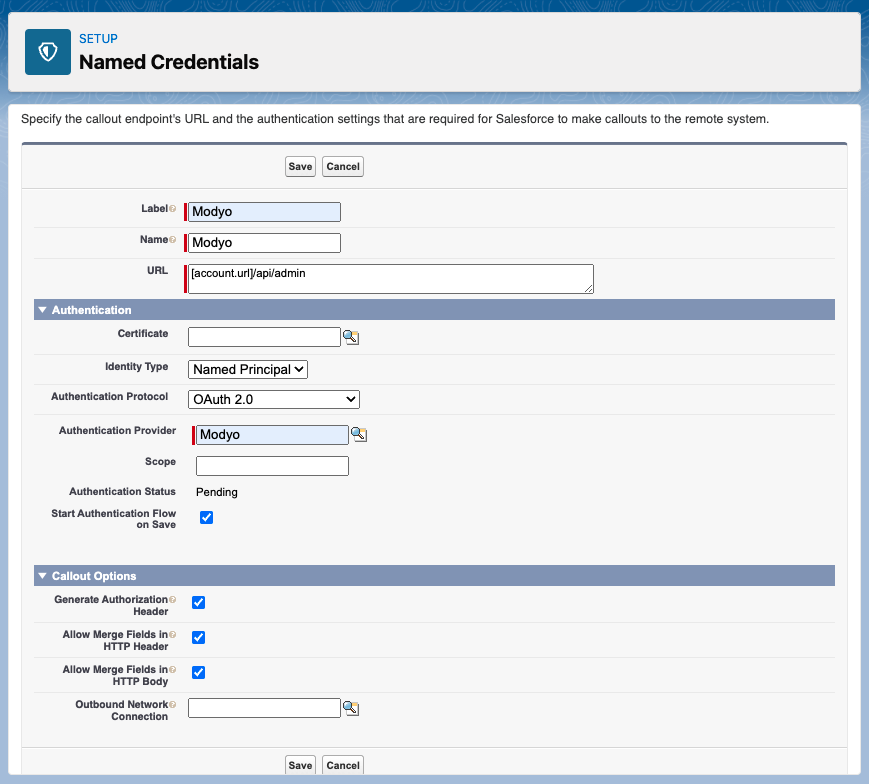 SETUP
Named Credentials
Specify the callout endpoint's URL and the authentication settings that are required for Salesforce to make callouts to the remote system.
Save Cancel
Label Modyo
Name Modyo
URL [account.url]/api/admin
Authentication
Certificate
Identity Type Named Principal
Authentication Protocol OAuth 2.0
Authentication Provider Modyo
Scope
Authentication Status Pending
Start Authentication Flow
on Save
Callout Options
Generate Authorization
Header
Allow Merge Fields in
HTTP Header
Allow Merge Fields in
HTTP Body
Outbound Network
Connection
Save Cancel